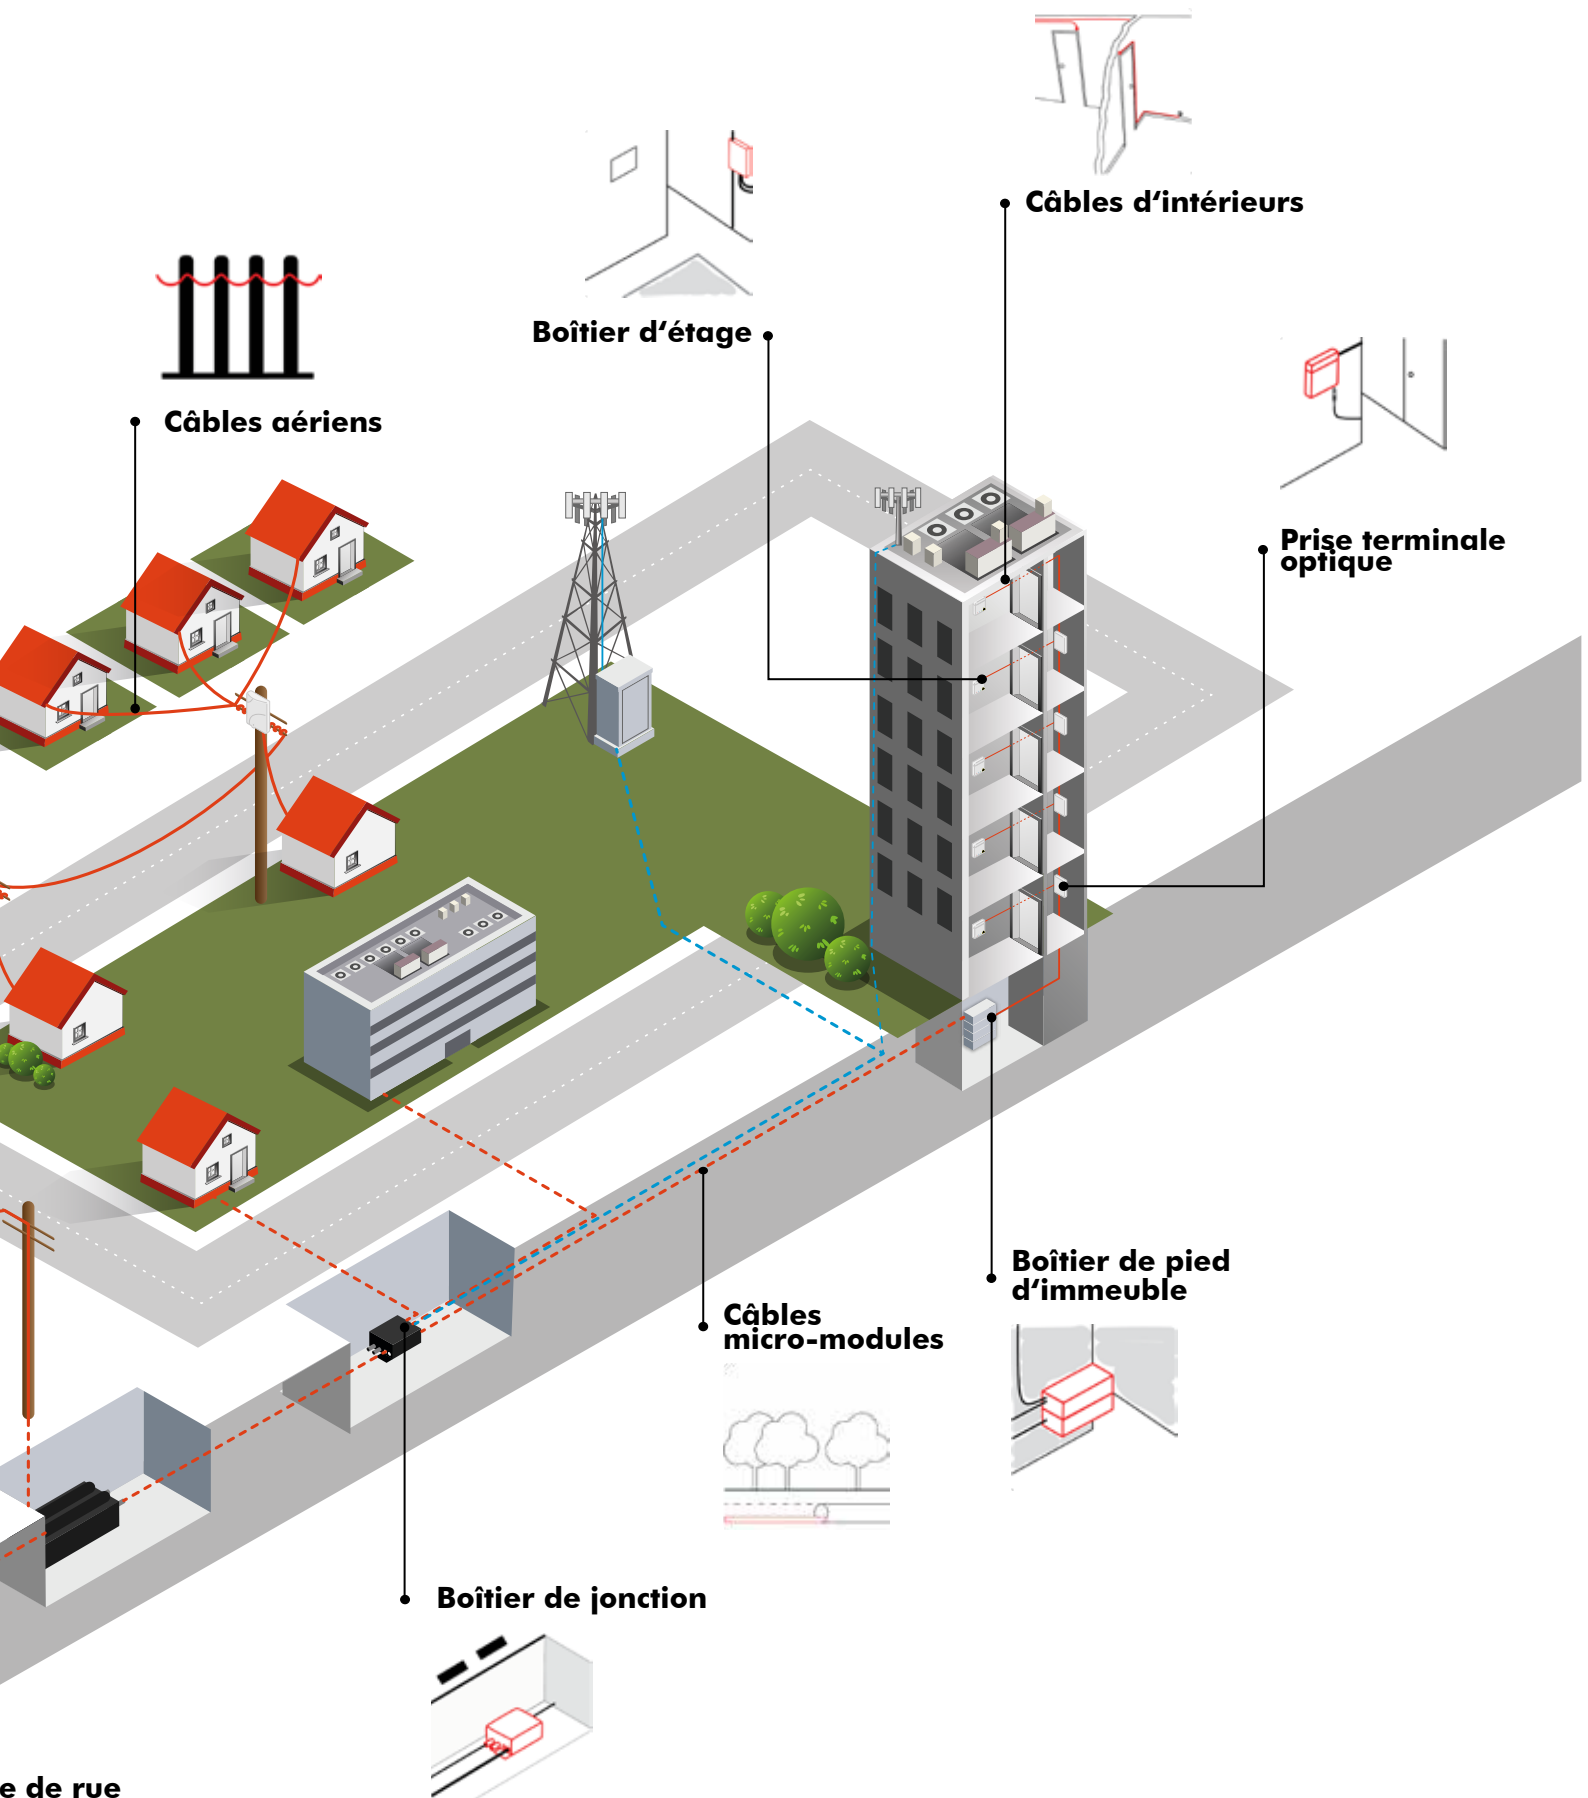 Câbles d‘intérieurs
Boîtier d‘étage
Câbles aériens
Prise terminale
optique
Boîtier de pied
d‘immeuble
Câbles
micro-modules
Boîtier de jonction
e de rue